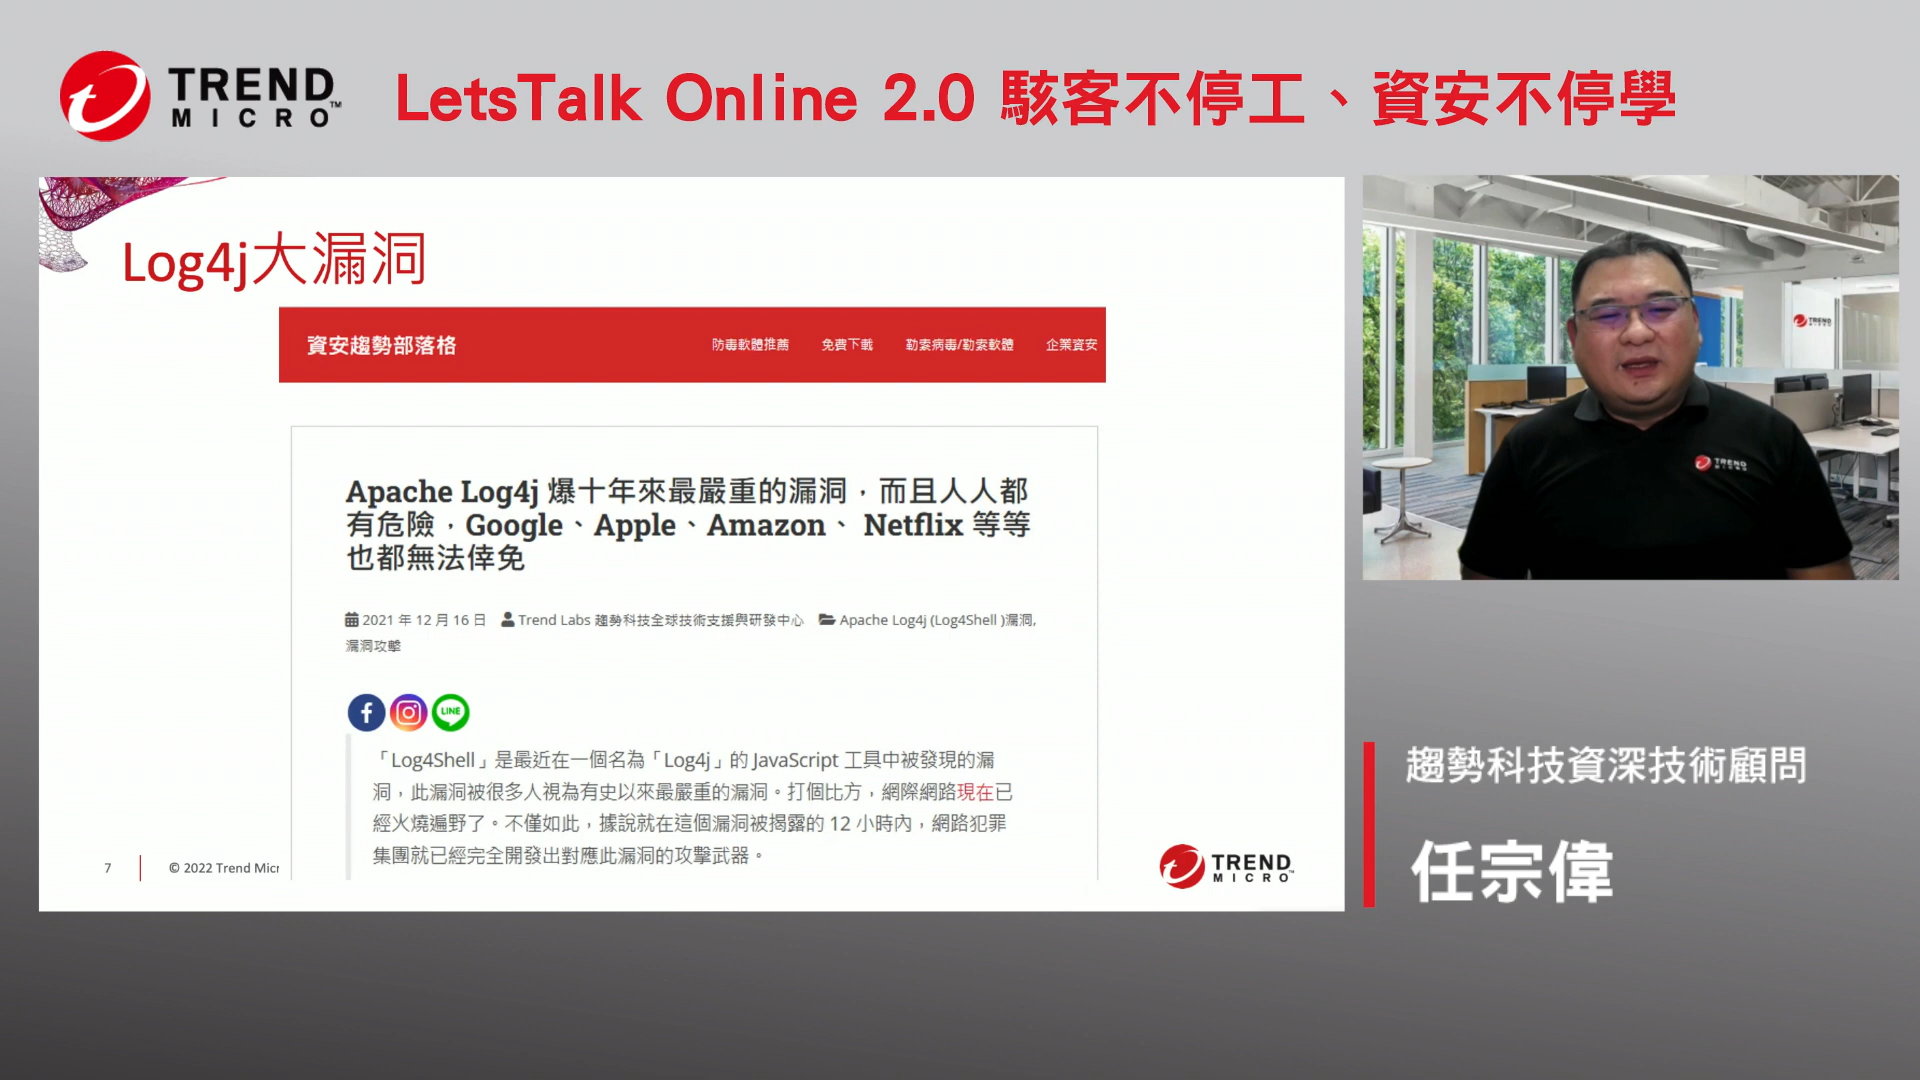 TREND
MICRO™
LetsTalk Online 2.0 駭客不停工、資安不停學
Log4j大漏洞
資安趨勢部落格
防毒軟體推薦
免費下載
勒索病毒/勒索軟體
企業資安
Apache Log4j 爆十年來最嚴重的漏洞，而且人人都
有危險，Google、Apple、Amazon、 Netflix 等等
也都無法倖免
2021 年 12 月 16 日 Trend Labs 趨勢科技全球技術支援與研發中心 Apache Log4j (Log4Shell )漏洞,
漏洞攻擊
LINE
「Log4Shell」是最近在一個名為「Log4j」的 JavaScript 工具中被發現的漏
洞，此漏洞被很多人視為有史以來最嚴重的漏洞。打個比方，網際網路現在已
經火燒遍野了。不僅如此，據說就在這個漏洞被揭露的 12 小時內，網路犯罪
集團就已經完全開發出對應此漏洞的攻擊武器。
7
© 2022 Trend Micr
TREND
MICRO™
TREND
MICRO
TREND
MICRO
趨勢科技資深技術顧問
任宗偉